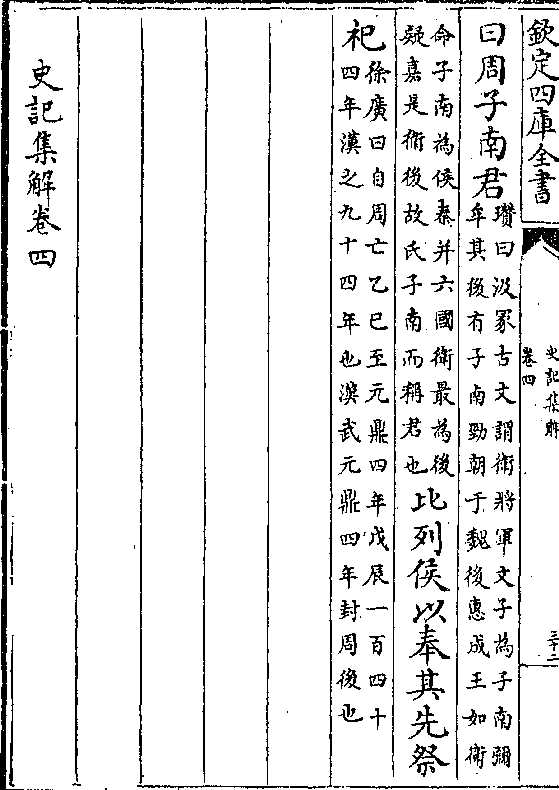 欽定四庫全書
史記集解
卷四
三十二
曰周子南君
瓚曰汲冢古文謂衛將軍文子為子南彌
牟其後有子南勁朝于魏後惠成王如衛
命子南為侯秦并六國衛最為後
疑嘉是衛後故氏子南而稱君也
比列侯以奉其先祭
祀
徐廣曰自周亡乙巳至元鼎四年戊辰一百四十
四年漢之九十四年也漢武元鼎四年封周後也
史記集解卷四